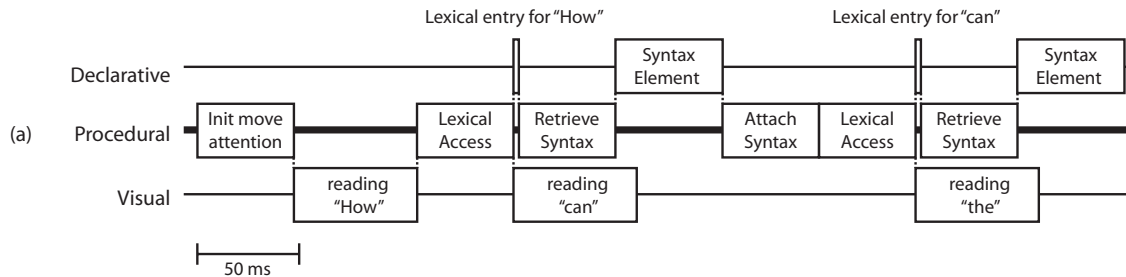 Lexical entry for “How”
Lexical entry for “can”
Declarative
Syntax
Element
Syntax
Element
(a)
Procedural
Init move
attention
Lexical
Access
Retrieve
Syntax
Attach
Syntax
Lexical
Access
Retrieve
Syntax
Visual
reading
“How”
reading
“can”
reading
“the”
50 ms